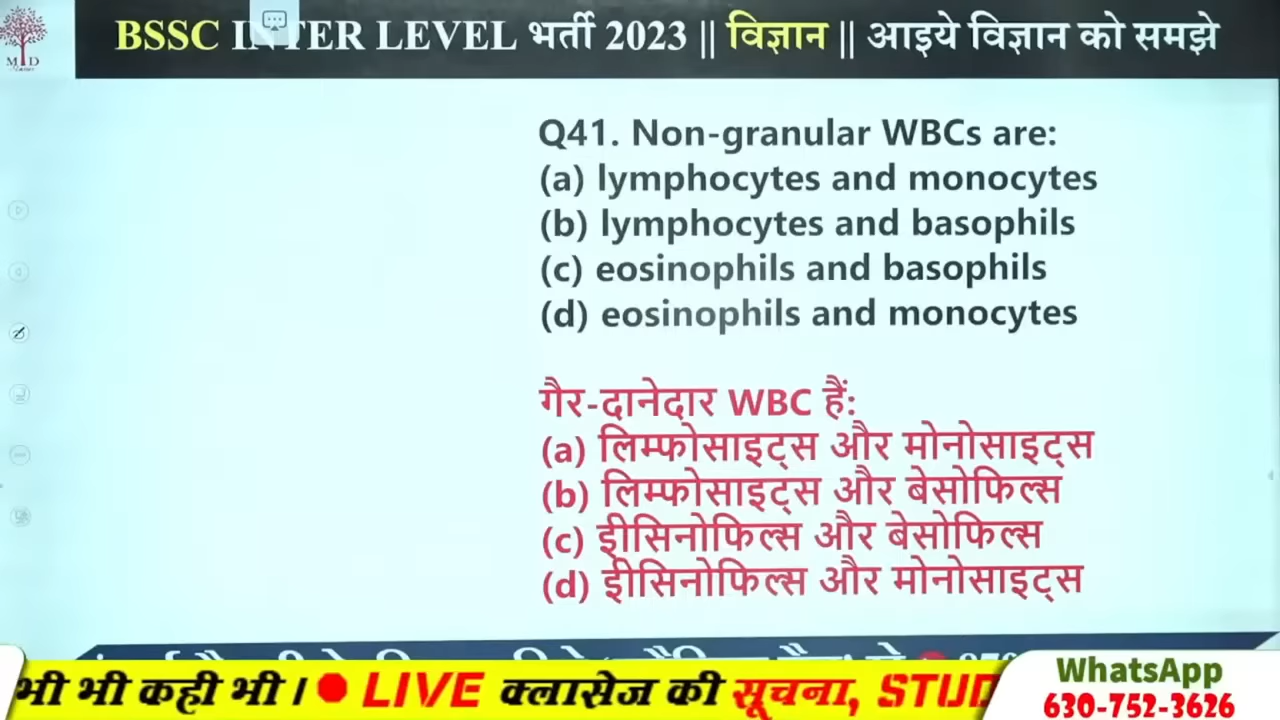 BSSC INTER LEVEL भर्ती 2023 || विज्ञान || आइये विज्ञान को समझे
Q41. Non-granular WBCs are:
(a) lymphocytes and monocytes
(b) lymphocytes and basophils
(c) eosinophils and basophils
(d) eosinophils and monocytes
गैर-दानेदार WBC हैं:
(a) लिम्फोसाइट्स और मोनोसाइट्स
(b) लिम्फोसाइट्स और बेसोफिल्स
(c) ईोसिनोफिल्स और बेसोफिल्स
(d) ईोसिनोफिल्स और मोनोसाइट्स
भी भी कही भी । LIVE क्लासेज की सूचना, STUD
WhatsApp
630-752-3626